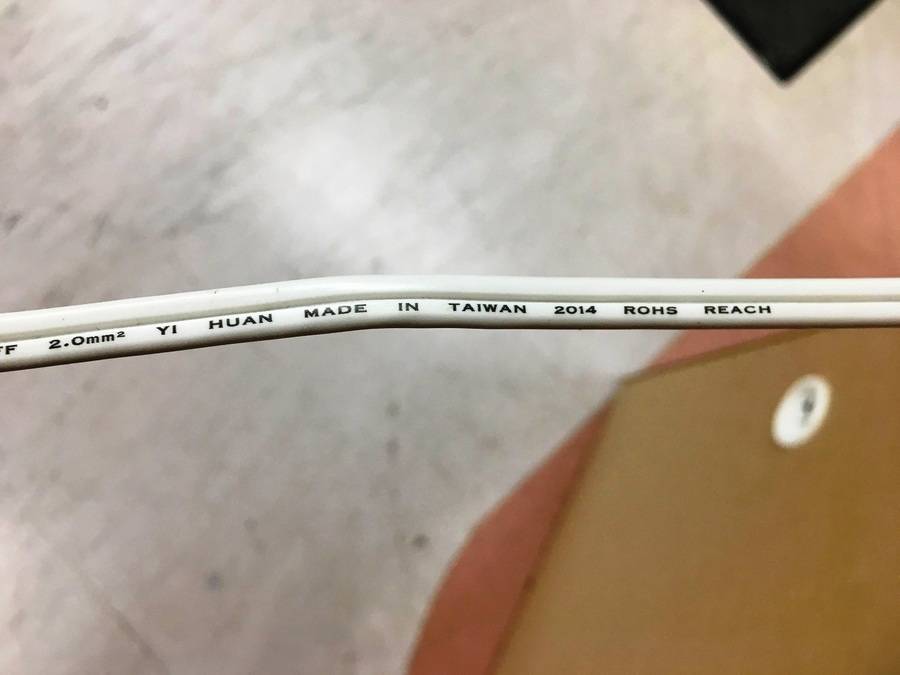 2.0mm² YI HUAN MADE IN TAIWAN 2014 ROHS REACH